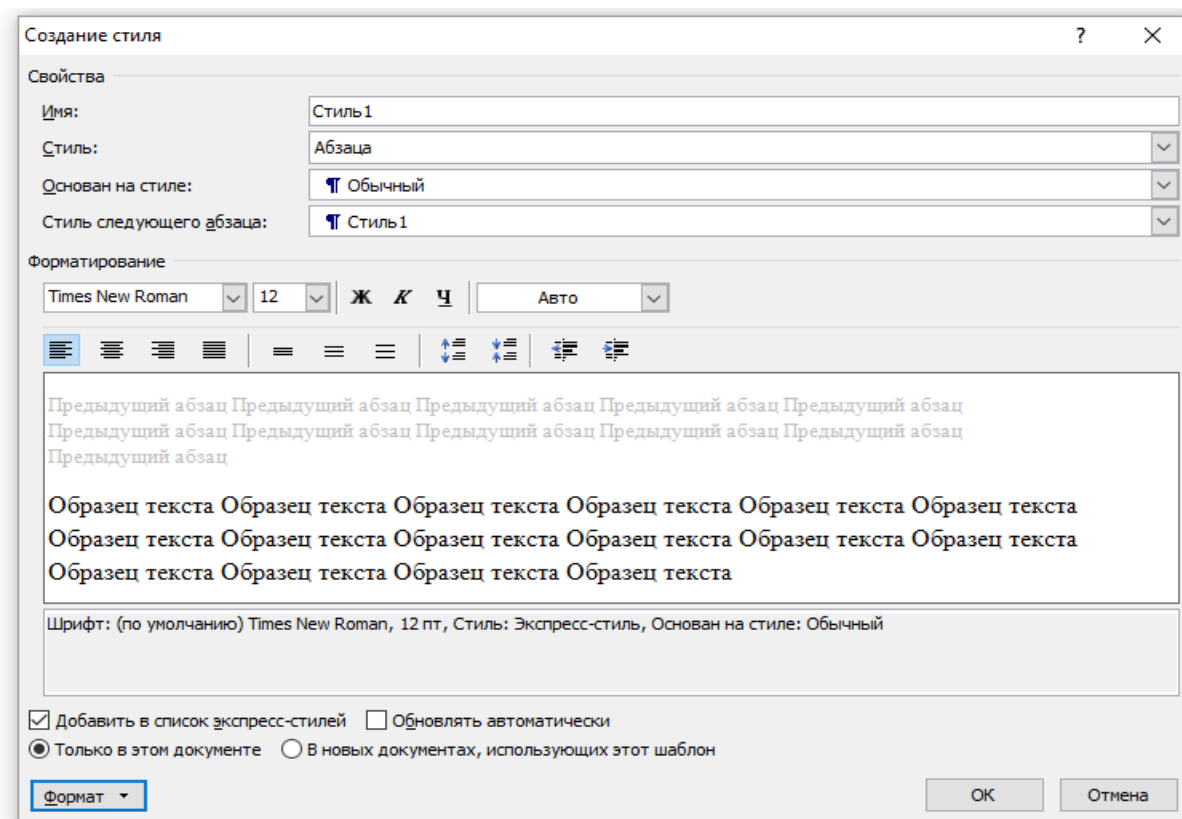 Создание стиля ?
Свойства
Имя: Стиль1
Стиль: Абзаца
Основан на стиле: ¶ Обычный
Стиль следующего абзаца: ¶ Стиль1
Форматирование
Times New Roman 12 Ж К Ч Авто
Предыдущий абзац Предыдущий абзац Предыдущий абзац Предыдущий абзац Предыдущий абзац
Предыдущий абзац Предыдущий абзац Предыдущий абзац Предыдущий абзац Предыдущий абзац
Предыдущий абзац
Образец текста Образец текста Образец текста Образец текста Образец текста Образец текста
Образец текста Образец текста Образец текста Образец текста Образец текста Образец текста
Образец текста Образец текста Образец текста Образец текста
Шрифт: (по умолчанию) Times New Roman, 12 пт, Стиль: Экспресс-стиль, Основан на стиле: Обычный
Добавить в список экспресс-стилей Обновлять автоматически
Только в этом документе В новых документах, использующих этот шаблон
Формат ОК Отмена